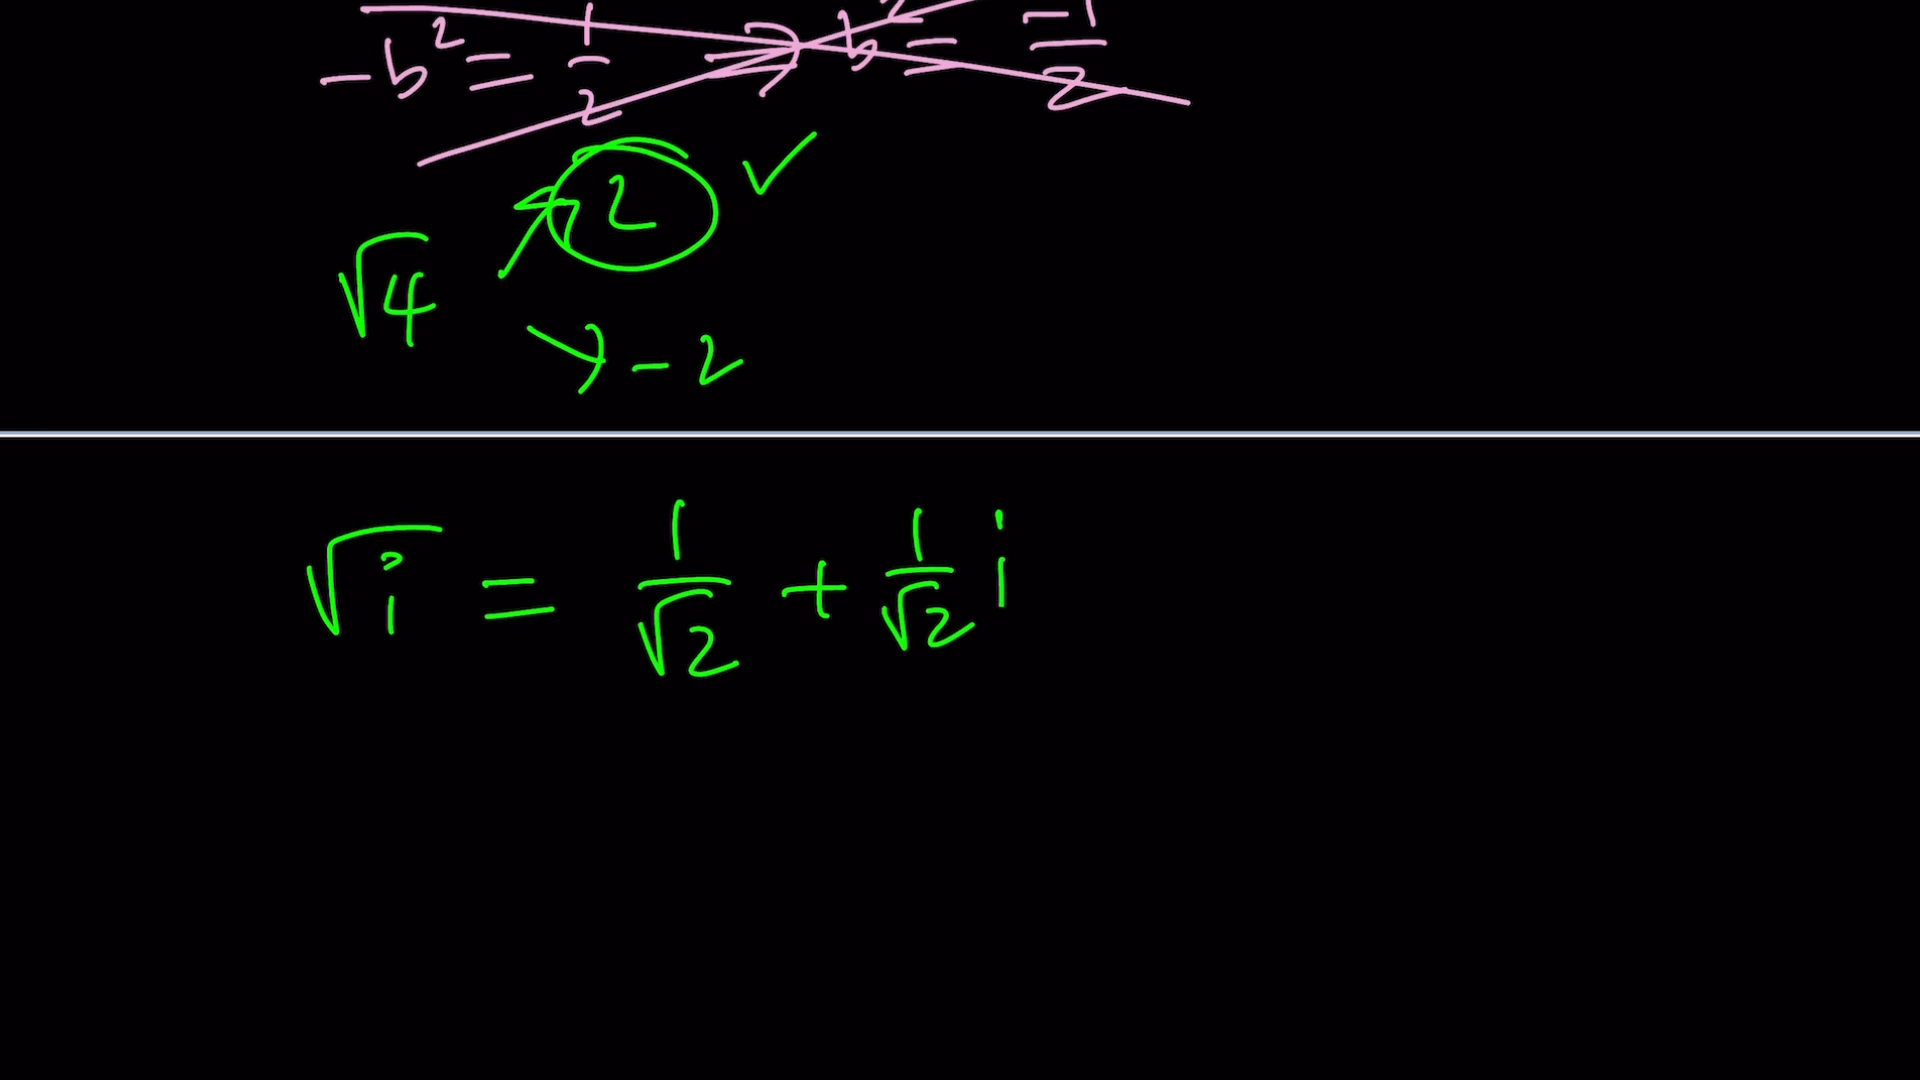 -b² = 1/2 ⇒ b² = -1/2
2 ✓
√4
-2
√i = 1/√2 + 1/√2 i